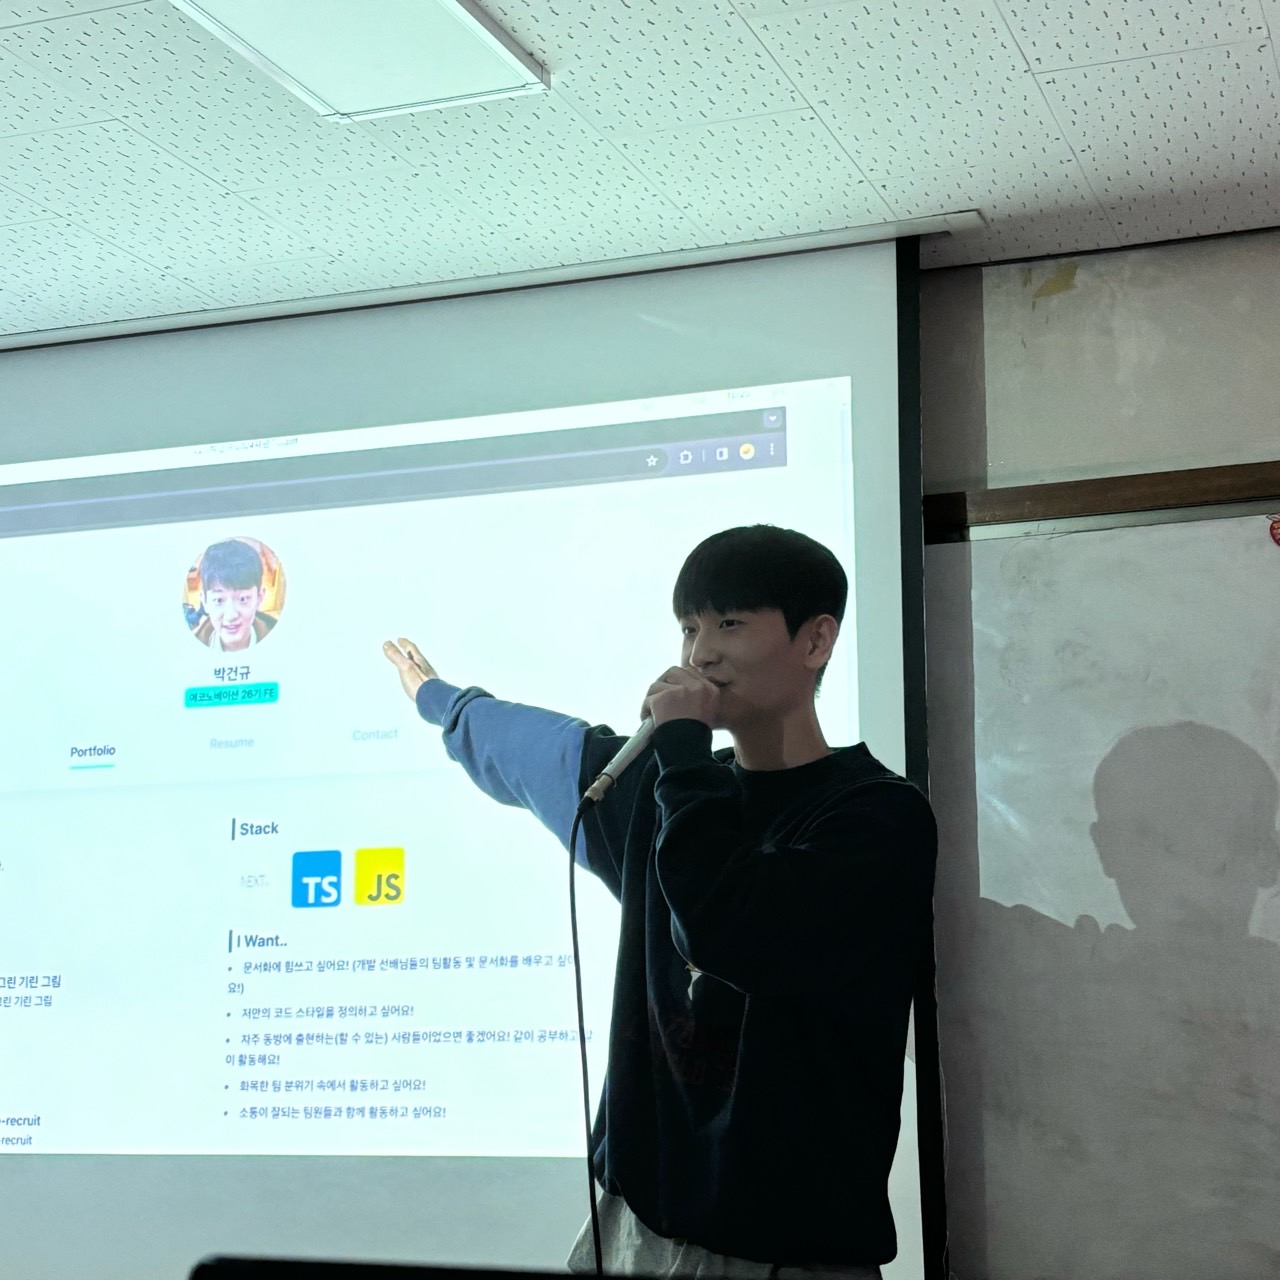 박건규
에코노베이션 26기 FE
Portfolio
Resume
Contact
Stack
TS
JS
I Want..
• 문서화에 힘쓰고 싶어요! (개발 선배님들의 팀활동 및 문서화를 배우고 싶어
요!)
• 저만의 코드 스타일을 정의하고 싶어요!
• 자주 동방에 출현하는(할 수 있는) 사람들이었으면 좋겠어요! 같이 공부하고 같
이 활동해요!
• 화목한 팀 분위기 속에서 활동하고 싶어요!
• 소통이 잘되는 팀원들과 함께 활동하고 싶어요!
그린 기린 그림
기린 그림
-recruit
-recruit